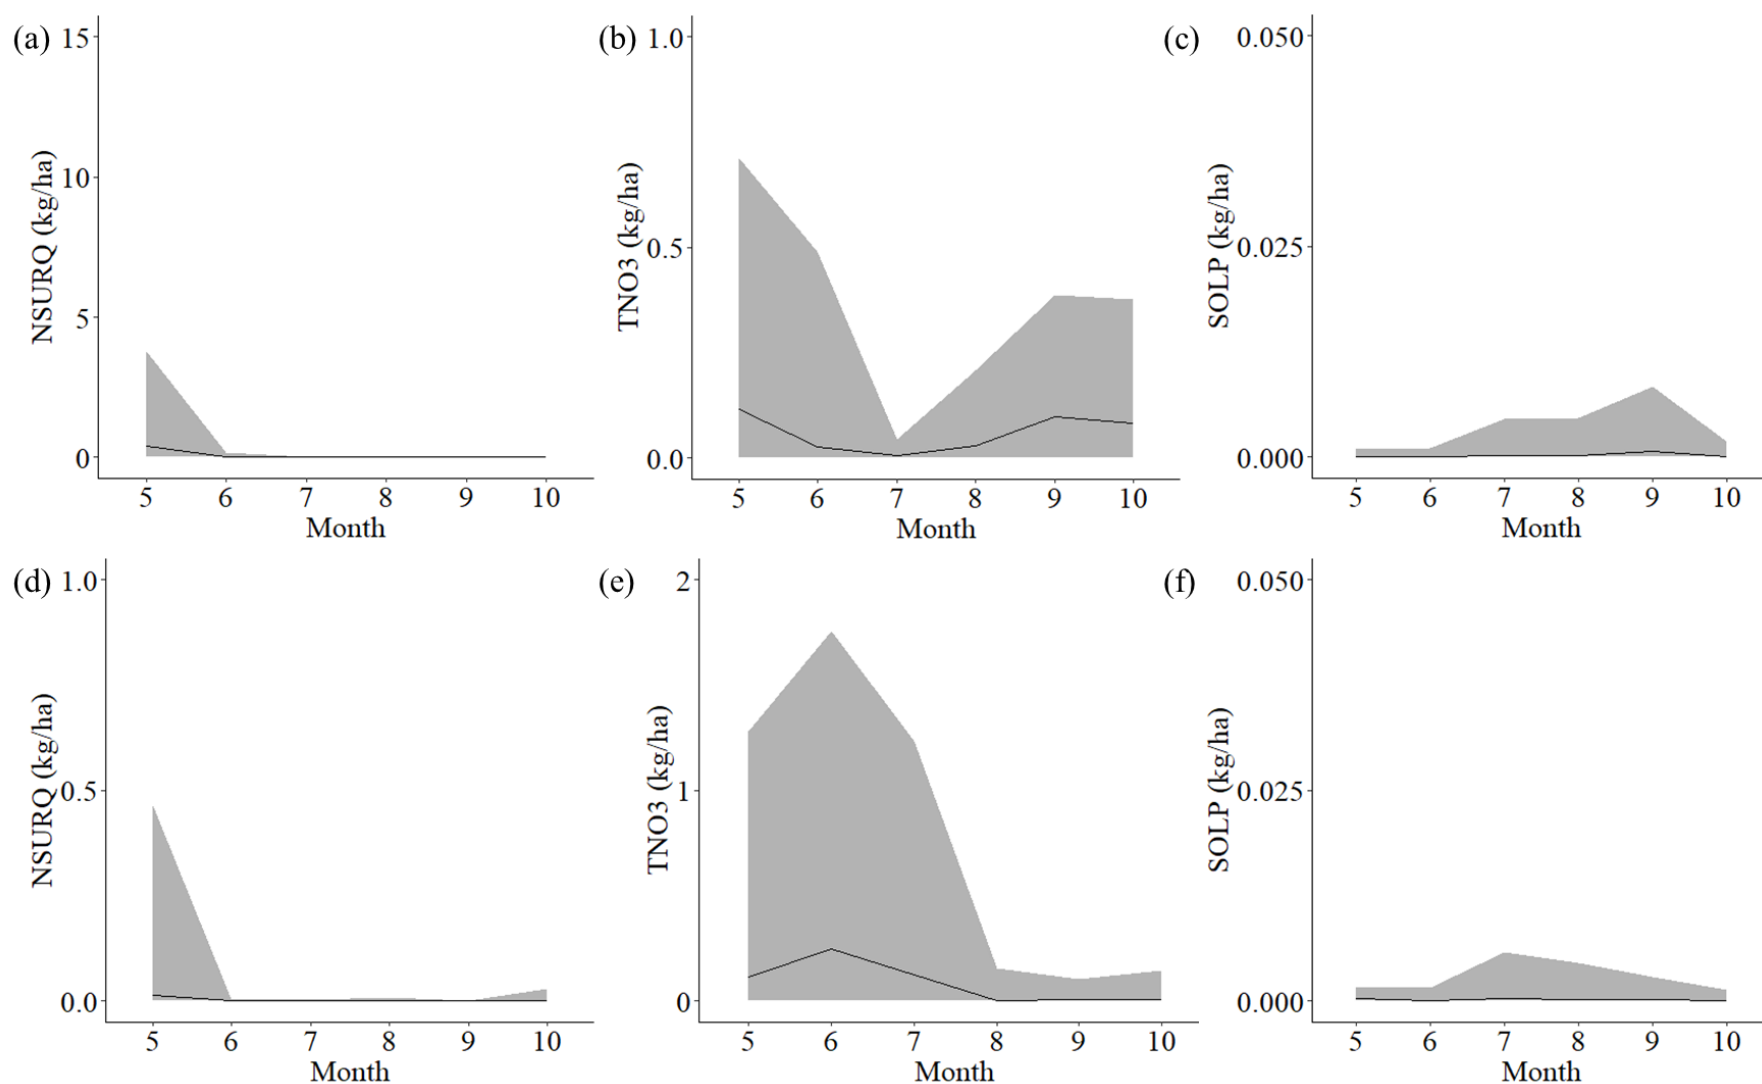 (a)
15
10
5
0
NSURQ (kg/ha)
5 6 7 8 9 10
Month
(b)
1.0
0.5
0.0
TNO3 (kg/ha)
5 6 7 8 9 10
Month
(c)
0.050
0.025
0.000
SOLP (kg/ha)
5 6 7 8 9 10
Month
(d)
1.0
0.5
0.0
NSURQ (kg/ha)
5 6 7 8 9 10
Month
(e)
2
1
0
TNO3 (kg/ha)
5 6 7 8 9 10
Month
(f)
0.050
0.025
0.000
SOLP (kg/ha)
5 6 7 8 9 10
Month